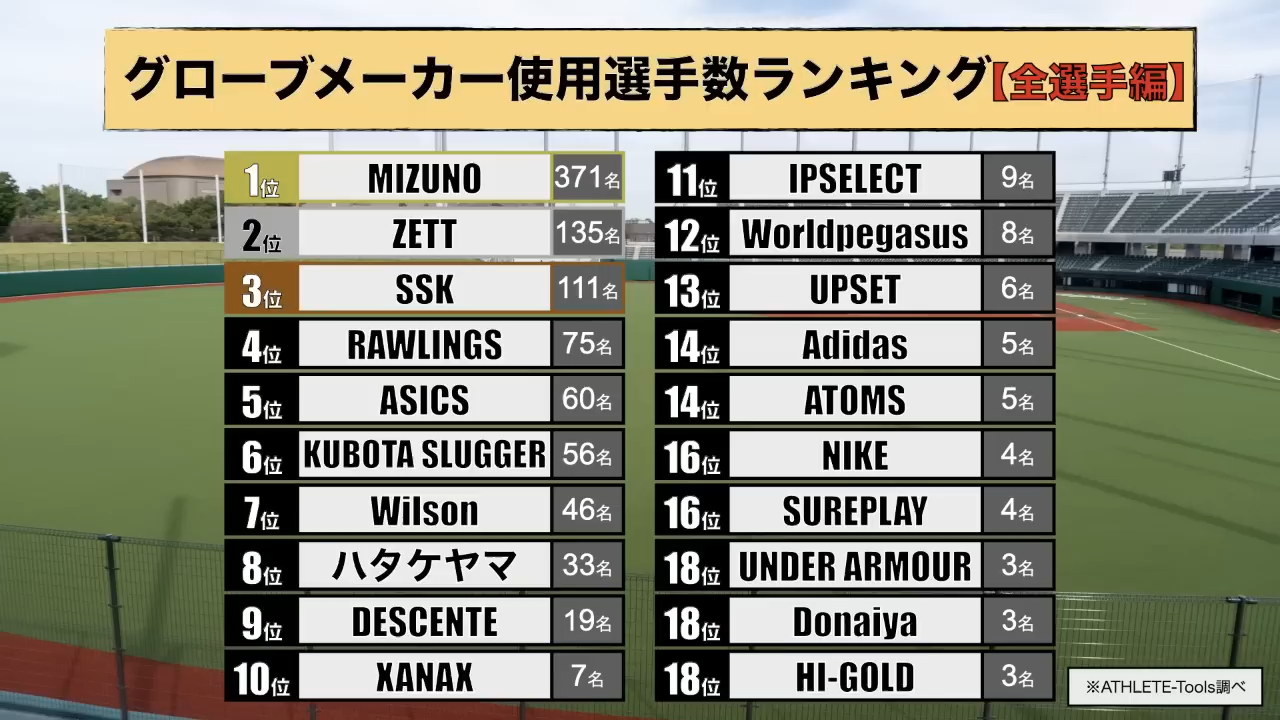 グローブメーカー使用選手数ランキング【全選手編】
1位 MIZUNO 371名
2位 ZETT 135名
3位 SSK 111名
4位 RAWLINGS 75名
5位 ASICS 60名
6位 KUBOTA SLUGGER 56名
7位 Wilson 46名
8位 ハタケヤマ 33名
9位 DESCENTE 19名
10位 XANAX 7名
11位 IPSELECT 9名
12位 Worldpegasus 8名
13位 UPSET 6名
14位 Adidas 5名
14位 ATOMS 5名
16位 NIKE 4名
16位 SUREPLAY 4名
18位 UNDER ARMOUR 3名
18位 Donaiya 3名
18位 HI-GOLD 3名
※ATHLETE-Tools調べ